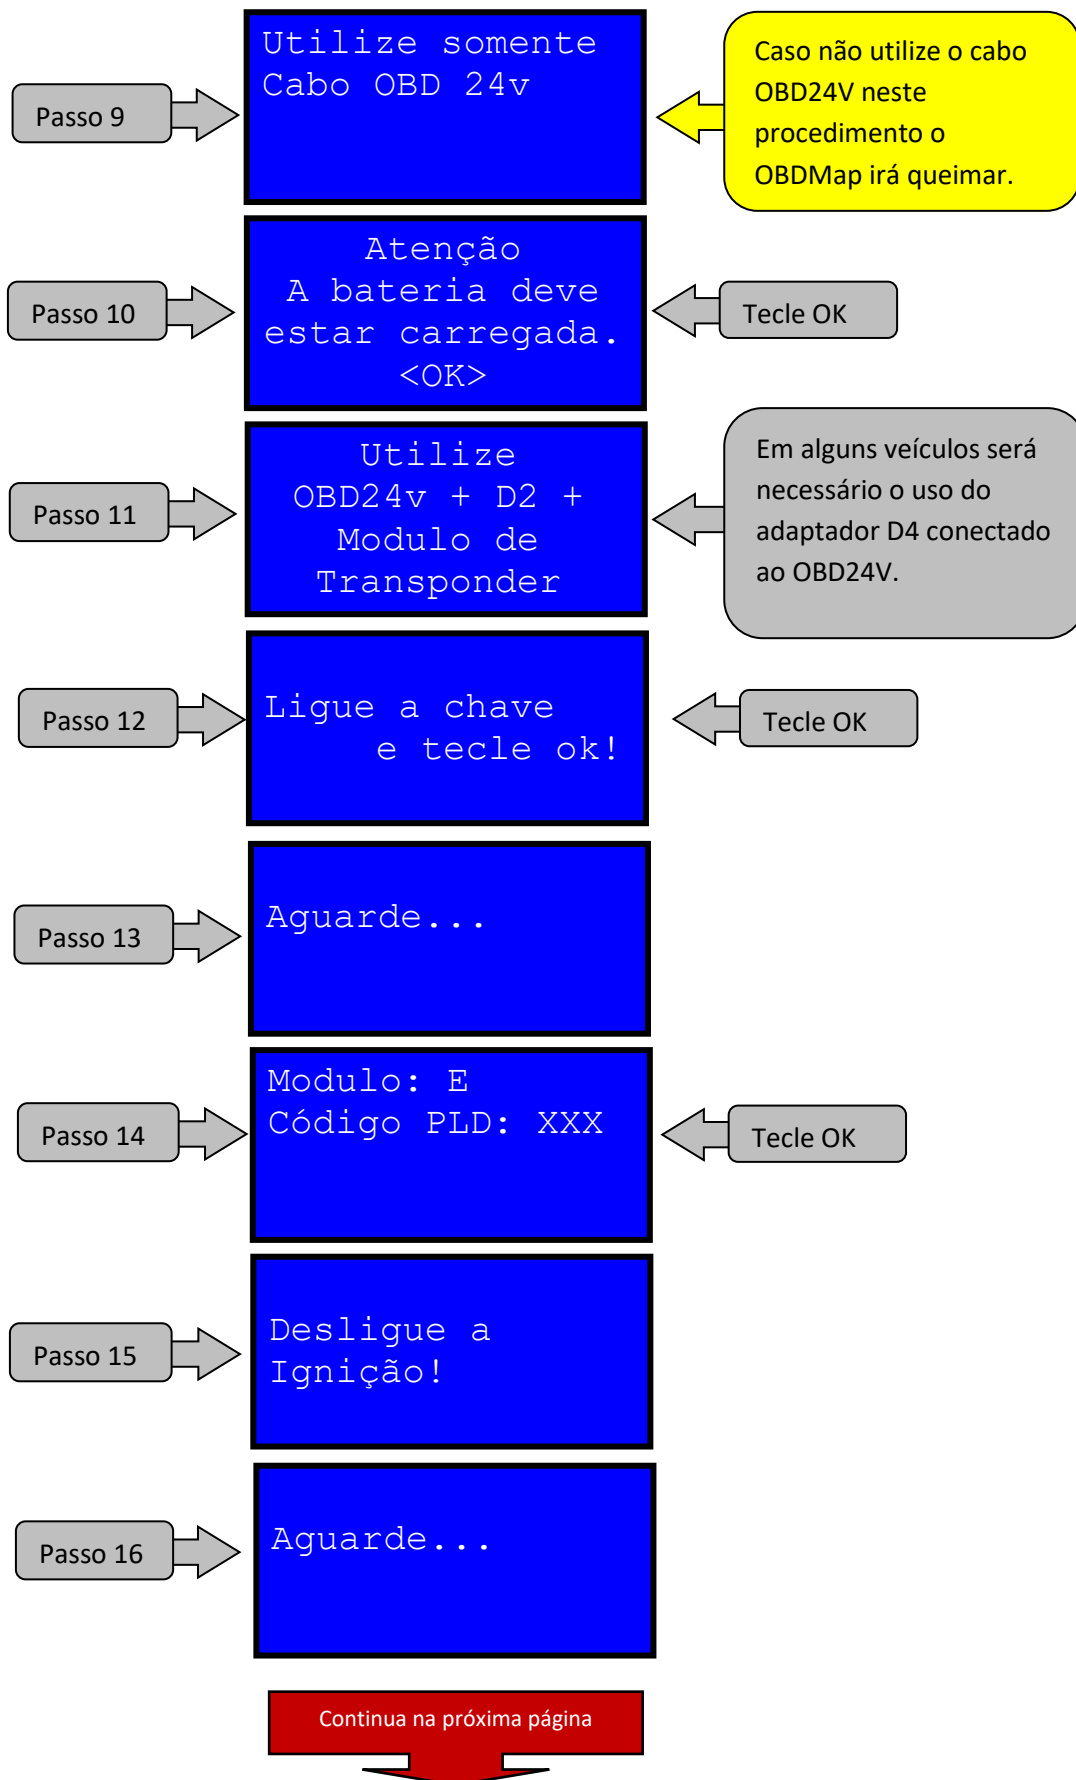 Passo 9
Utilize somente
Cabo OBD 24v
Caso não utilize o cabo
OBD24V neste
procedimento o
OBDMap irá queimar.
Passo 10
Atenção
A bateria deve
estar carregada.
<OK>
Tecle OK
Passo 11
Utilize
OBD24v + D2 +
Modulo de
Transponder
Em alguns veículos será
necessário o uso do
adaptador D4 conectado
ao OBD24V.
Passo 12
Ligue a chave
e tecle ok!
Tecle OK
Passo 13
Aguarde...
Passo 14
Modulo: E
Código PLD: XXX
Tecle OK
Passo 15
Desligue a
Ignição!
Passo 16
Aguarde...
Continua na próxima página